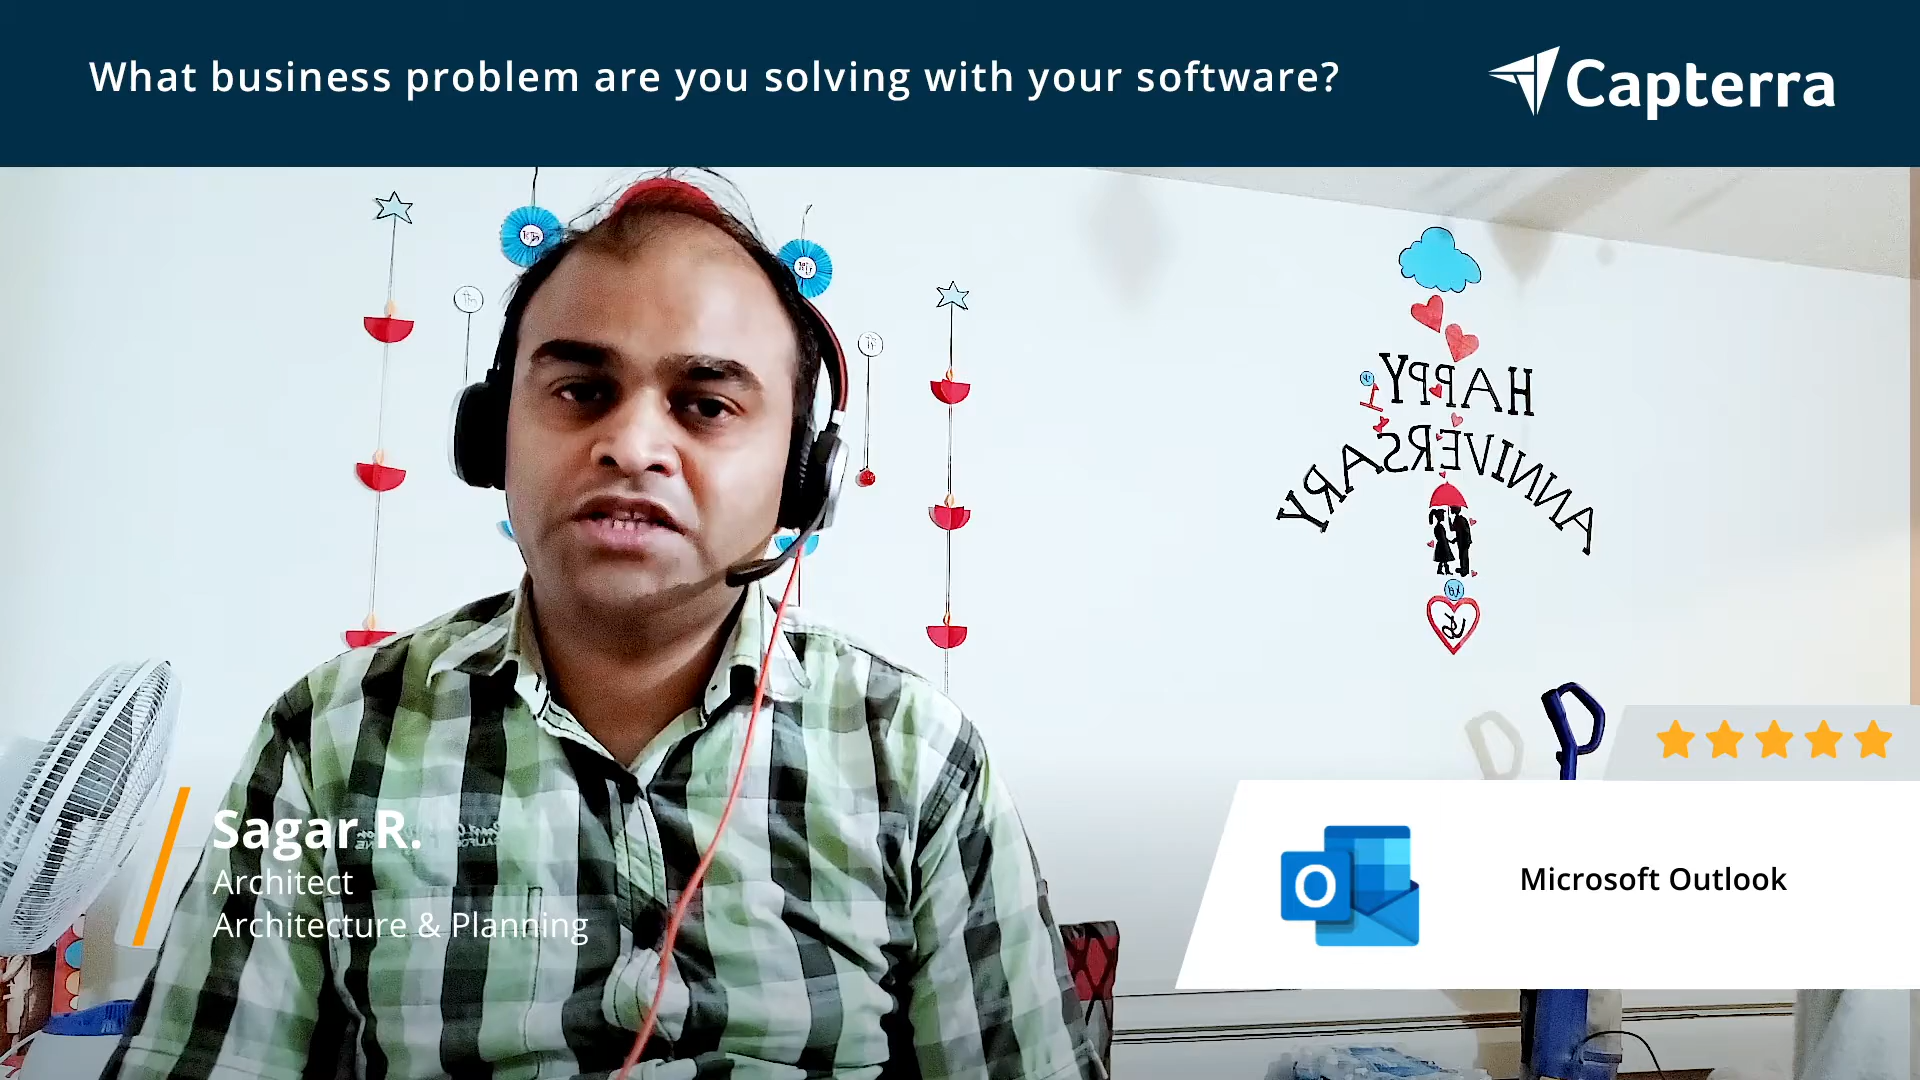 What business problem are you solving with your software?
Capterra
HAPPY
ANNIVERSARY
Sagar R.
Architect
Architecture & Planning
Microsoft Outlook